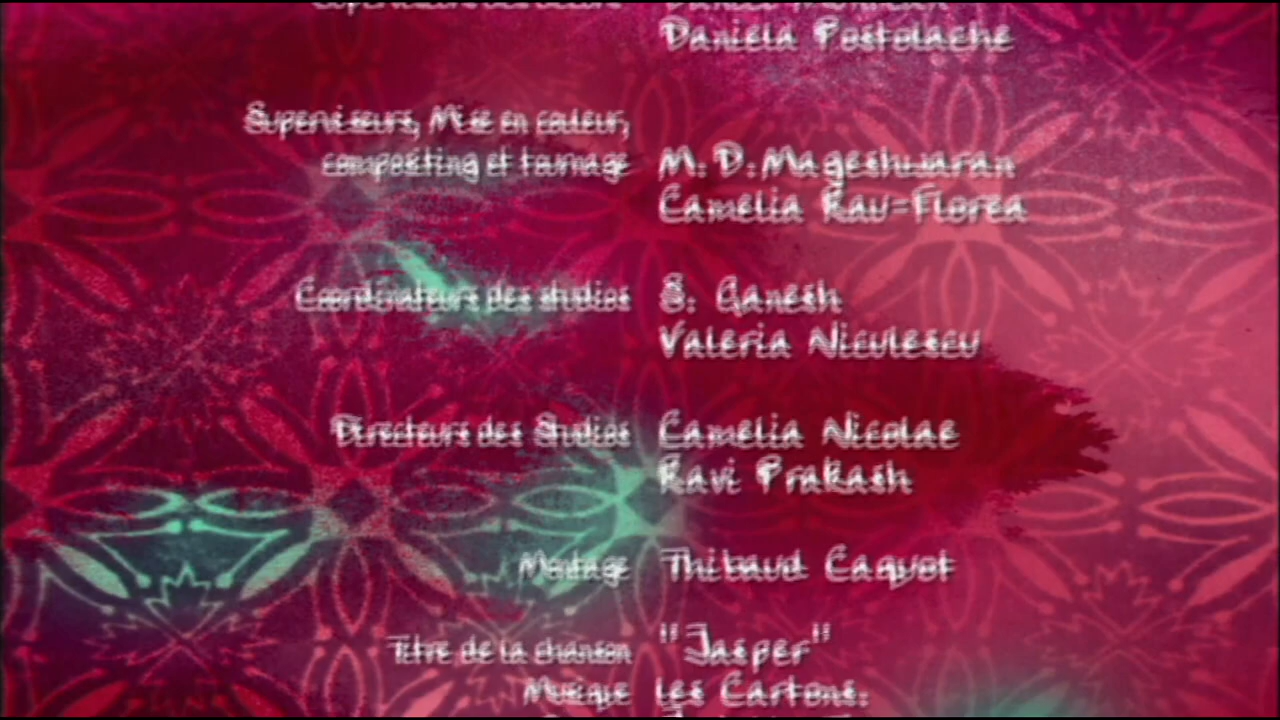 Daniela Postolache
Superviseurs, Mise en couleur,
compositing et tournage M. D. Mageshwaran
Camelia Rau-Florea
Coordinateurs des studios S. Ganesh
Valeria Niculescu
Directeurs des Studios Camelia Nicolae
Ravi Prakash
Montage Thibaud Caquot
Titre de la chanson "Jasper"
Musique Les Cartons.